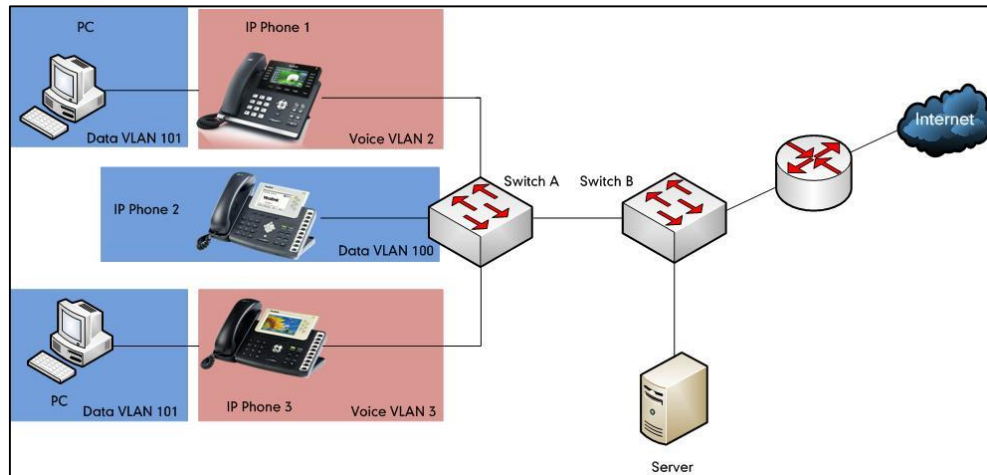 PC
IP Phone 1
Data VLAN 101
Voice VLAN 2
Internet
Switch A
Switch B
IP Phone 2
Data VLAN 100
PC
Data VLAN 101
IP Phone 3
Voice VLAN 3
Server